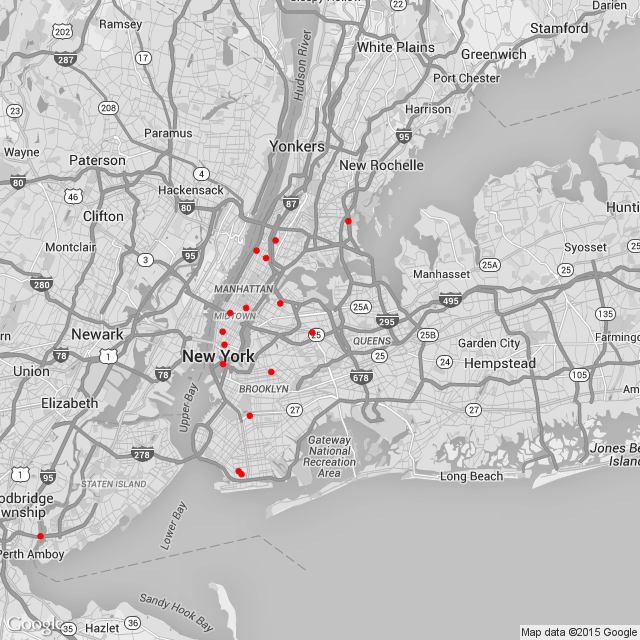 Sleepy Hollow
22
Darien
Ramsey
202
Stamford
White Plains
Hudson River
287
17
Greenwich
Port Chester
23
208
Harrison
Paramus
95
Wayne
Yonkers
Paterson
New Rochelle
4
80
Hackensack
46
87
80
Clifton
Hunti
Montclair
95
Syosset
25
3
25A
Manhasset
280
MANHATTAN
495
25A
MIDTOWN
135
295
Newark
25
QUEENS
25B
Garden City
Farmingd
1
78
New York
25
24
Hempstead
78
Union
678
105
BROOKLYN
Am
Elizabeth
Upper Bay
27
27
Gateway
National
Recreation
Area
278
Jones Be
Island
1
Long Beach
STATEN ISLAND
odbridge
wnship
Lower Bay
Perth Amboy
Sandy Hook Bay
Google
35
Hazlet
36
Map data ©2015 Google